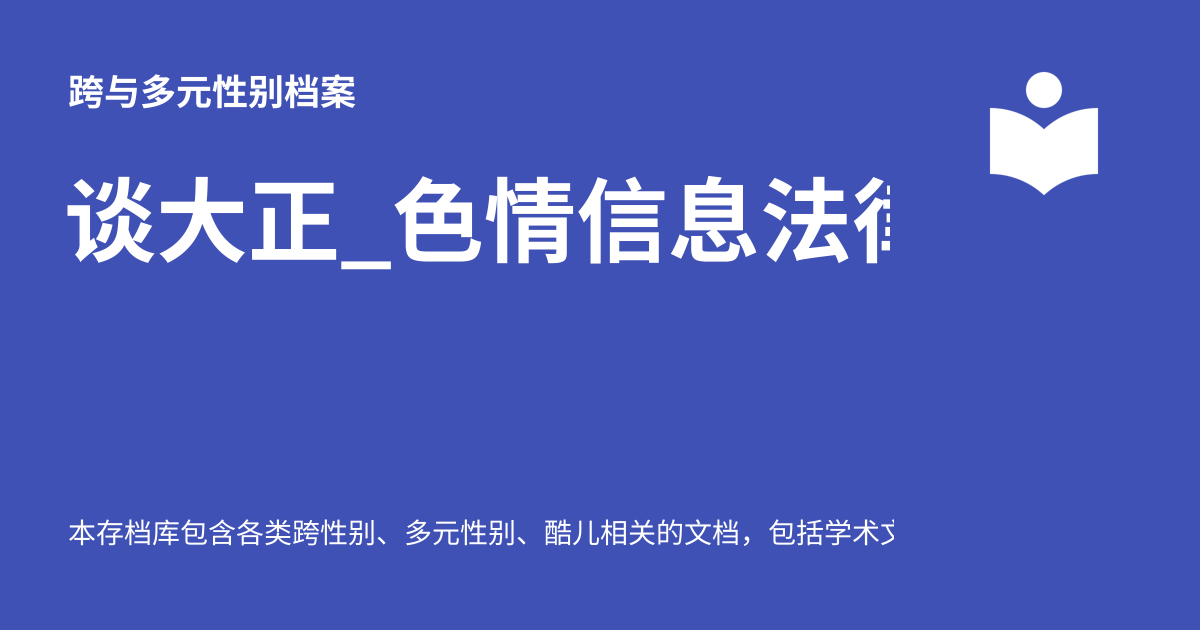 跨与多元性别档案
谈大正_色情信息法
本存档库包含各类跨性别、多元性别、酷儿相关的文档，包括学术